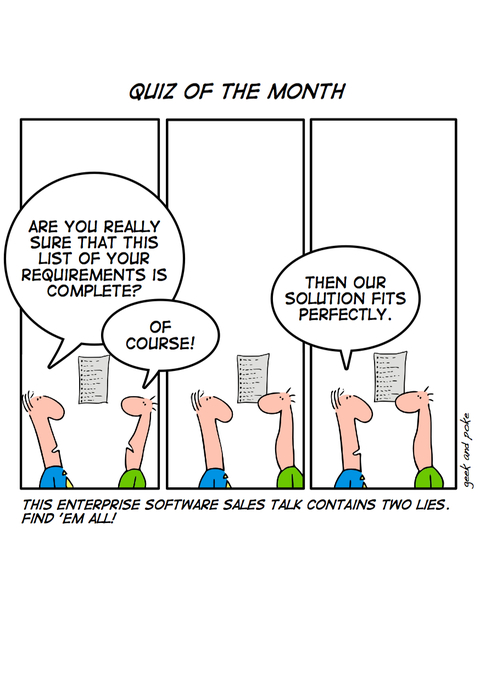 QUIZ OF THE MONTH
ARE YOU REALLY
SURE THAT THIS
LIST OF YOUR
REQUIREMENTS IS
COMPLETE?
OF
COURSE!
THEN OUR
SOLUTION FITS
PERFECTLY.
geek and poke
THIS ENTERPRISE SOFTWARE SALES TALK CONTAINS TWO LIES.
FIND 'EM ALL!